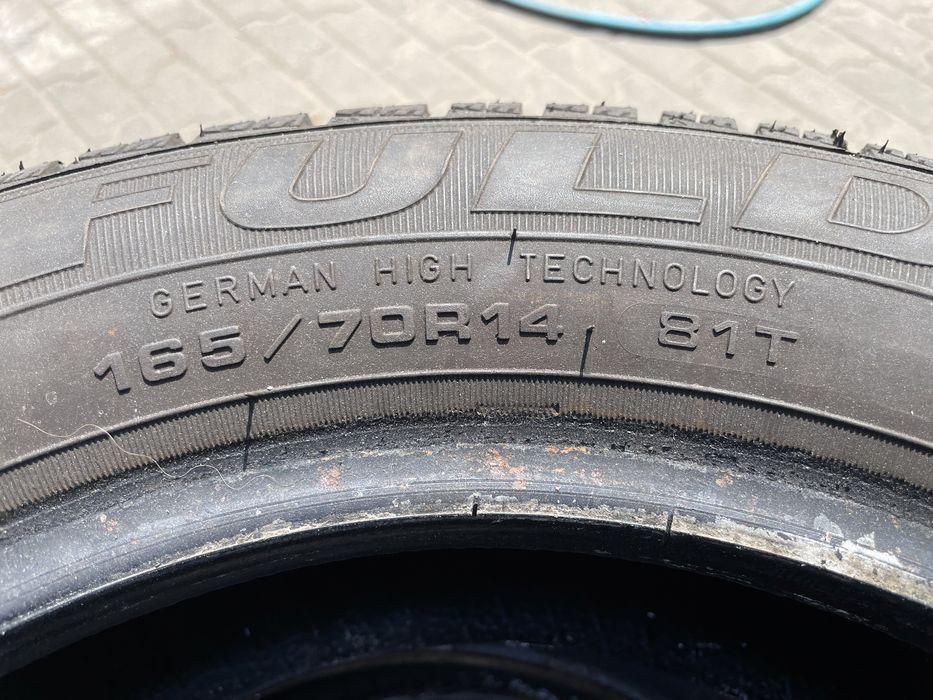 FULD
GERMAN HIGH TECHNOLOGY
165/70R14 81T